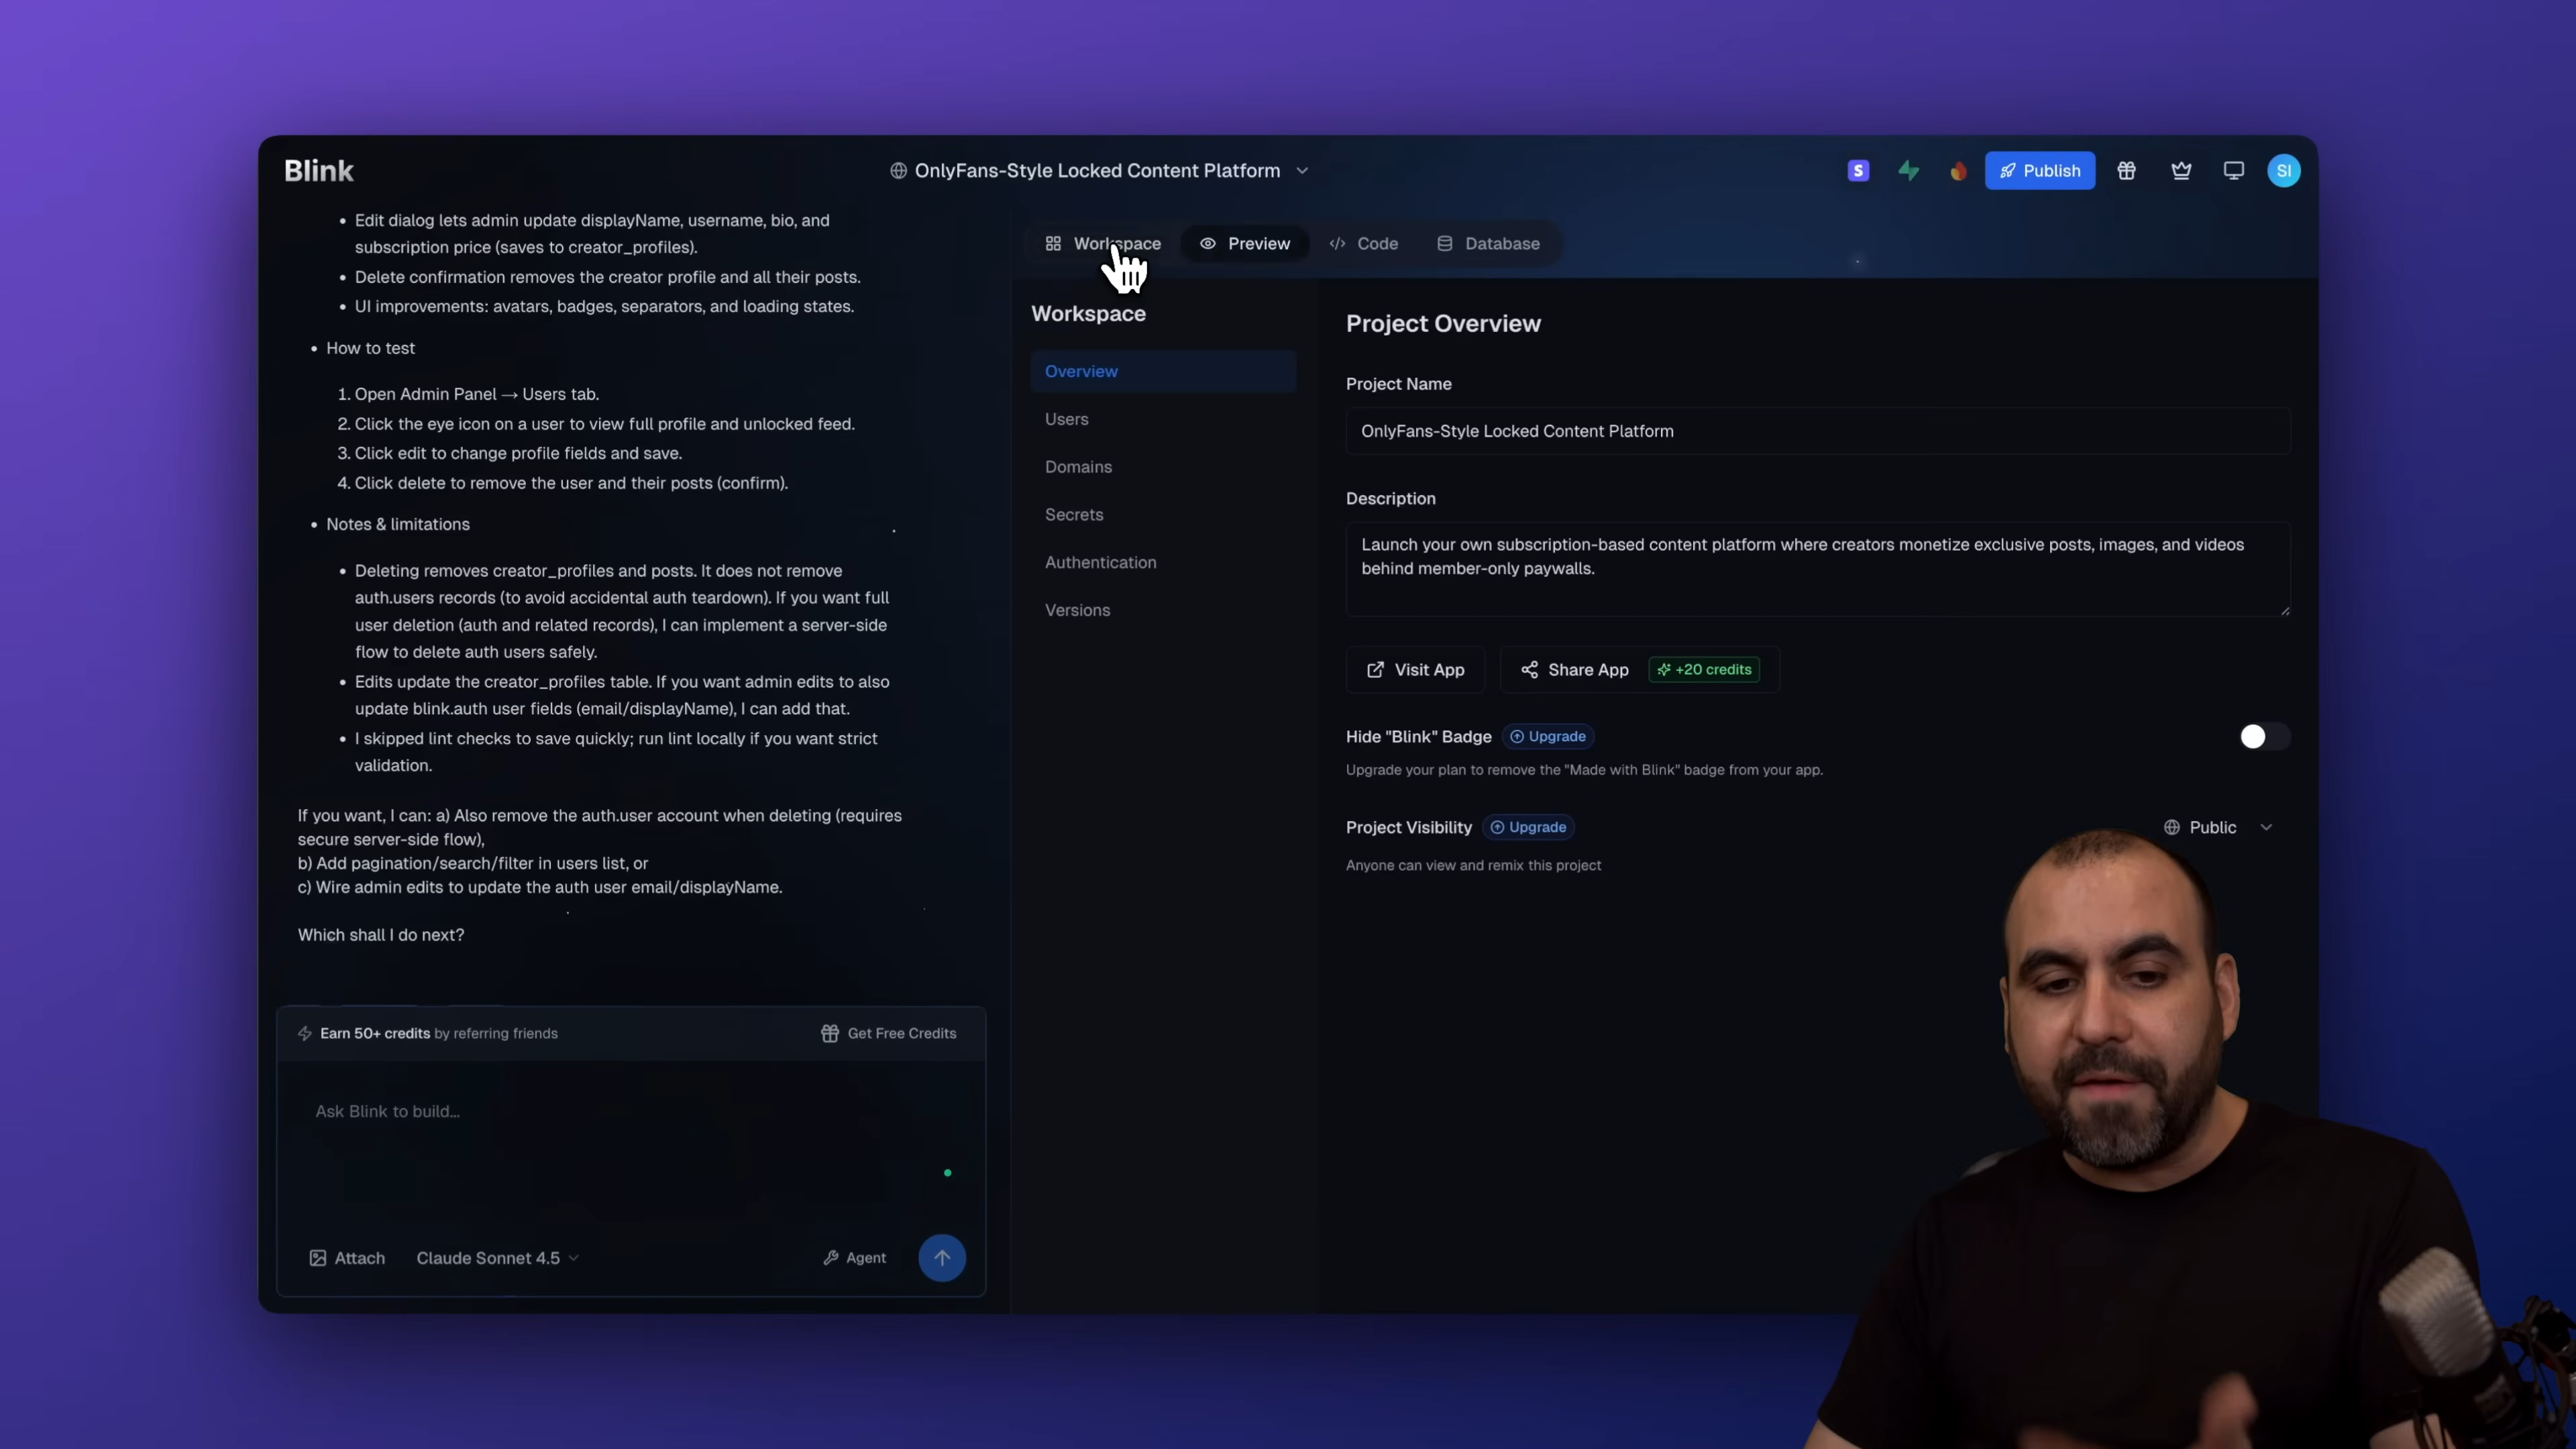 Blink
OnlyFans-Style Locked Content Platform
S
Publish
SI
• Edit dialog lets admin update displayName, username, bio, and
subscription price (saves to creator_profiles).
• Delete confirmation removes the creator profile and all their posts.
• UI improvements: avatars, badges, separators, and loading states.
• How to test
1. Open Admin Panel → Users tab.
2. Click the eye icon on a user to view full profile and unlocked feed.
3. Click edit to change profile fields and save.
4. Click delete to remove the user and their posts (confirm).
• Notes & limitations
• Deleting removes creator_profiles and posts. It does not remove
auth.users records (to avoid accidental auth teardown). If you want full
user deletion (auth and related records), I can implement a server-side
flow to delete auth users safely.
• Edits update the creator_profiles table. If you want admin edits to also
update blink.auth user fields (email/displayName), I can add that.
• I skipped lint checks to save quickly; run lint locally if you want strict
validation.
If you want, I can: a) Also remove the auth.user account when deleting (requires
secure server-side flow),
b) Add pagination/search/filter in users list, or
c) Wire admin edits to update the auth user email/displayName.
Which shall I do next?
Earn 50+ credits by referring friends
Get Free Credits
Ask Blink to build...
Attach
Claude Sonnet 4.5
Agent
Workspace
Preview
Code
Database
Workspace
Overview
Users
Domains
Secrets
Authentication
Versions
Project Overview
Project Name
OnlyFans-Style Locked Content Platform
Description
Launch your own subscription-based content platform where creators monetize exclusive posts, images, and videos
behind member-only paywalls.
Visit App
Share App
+20 credits
Hide "Blink" Badge
Upgrade
Upgrade your plan to remove the "Made with Blink" badge from your app.
Project Visibility
Upgrade
Public
Anyone can view and remix this project